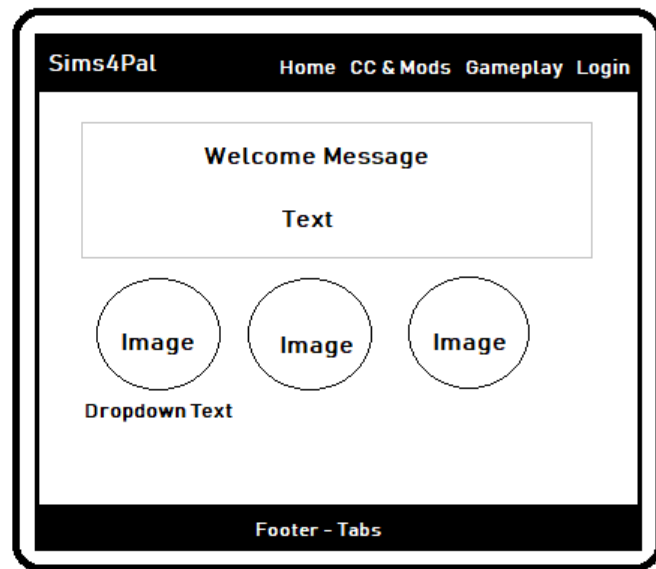 Sims4Pal
Home CC & Mods Gameplay Login
Welcome Message
Text
Image Image Image
Dropdown Text
Footer - Tabs